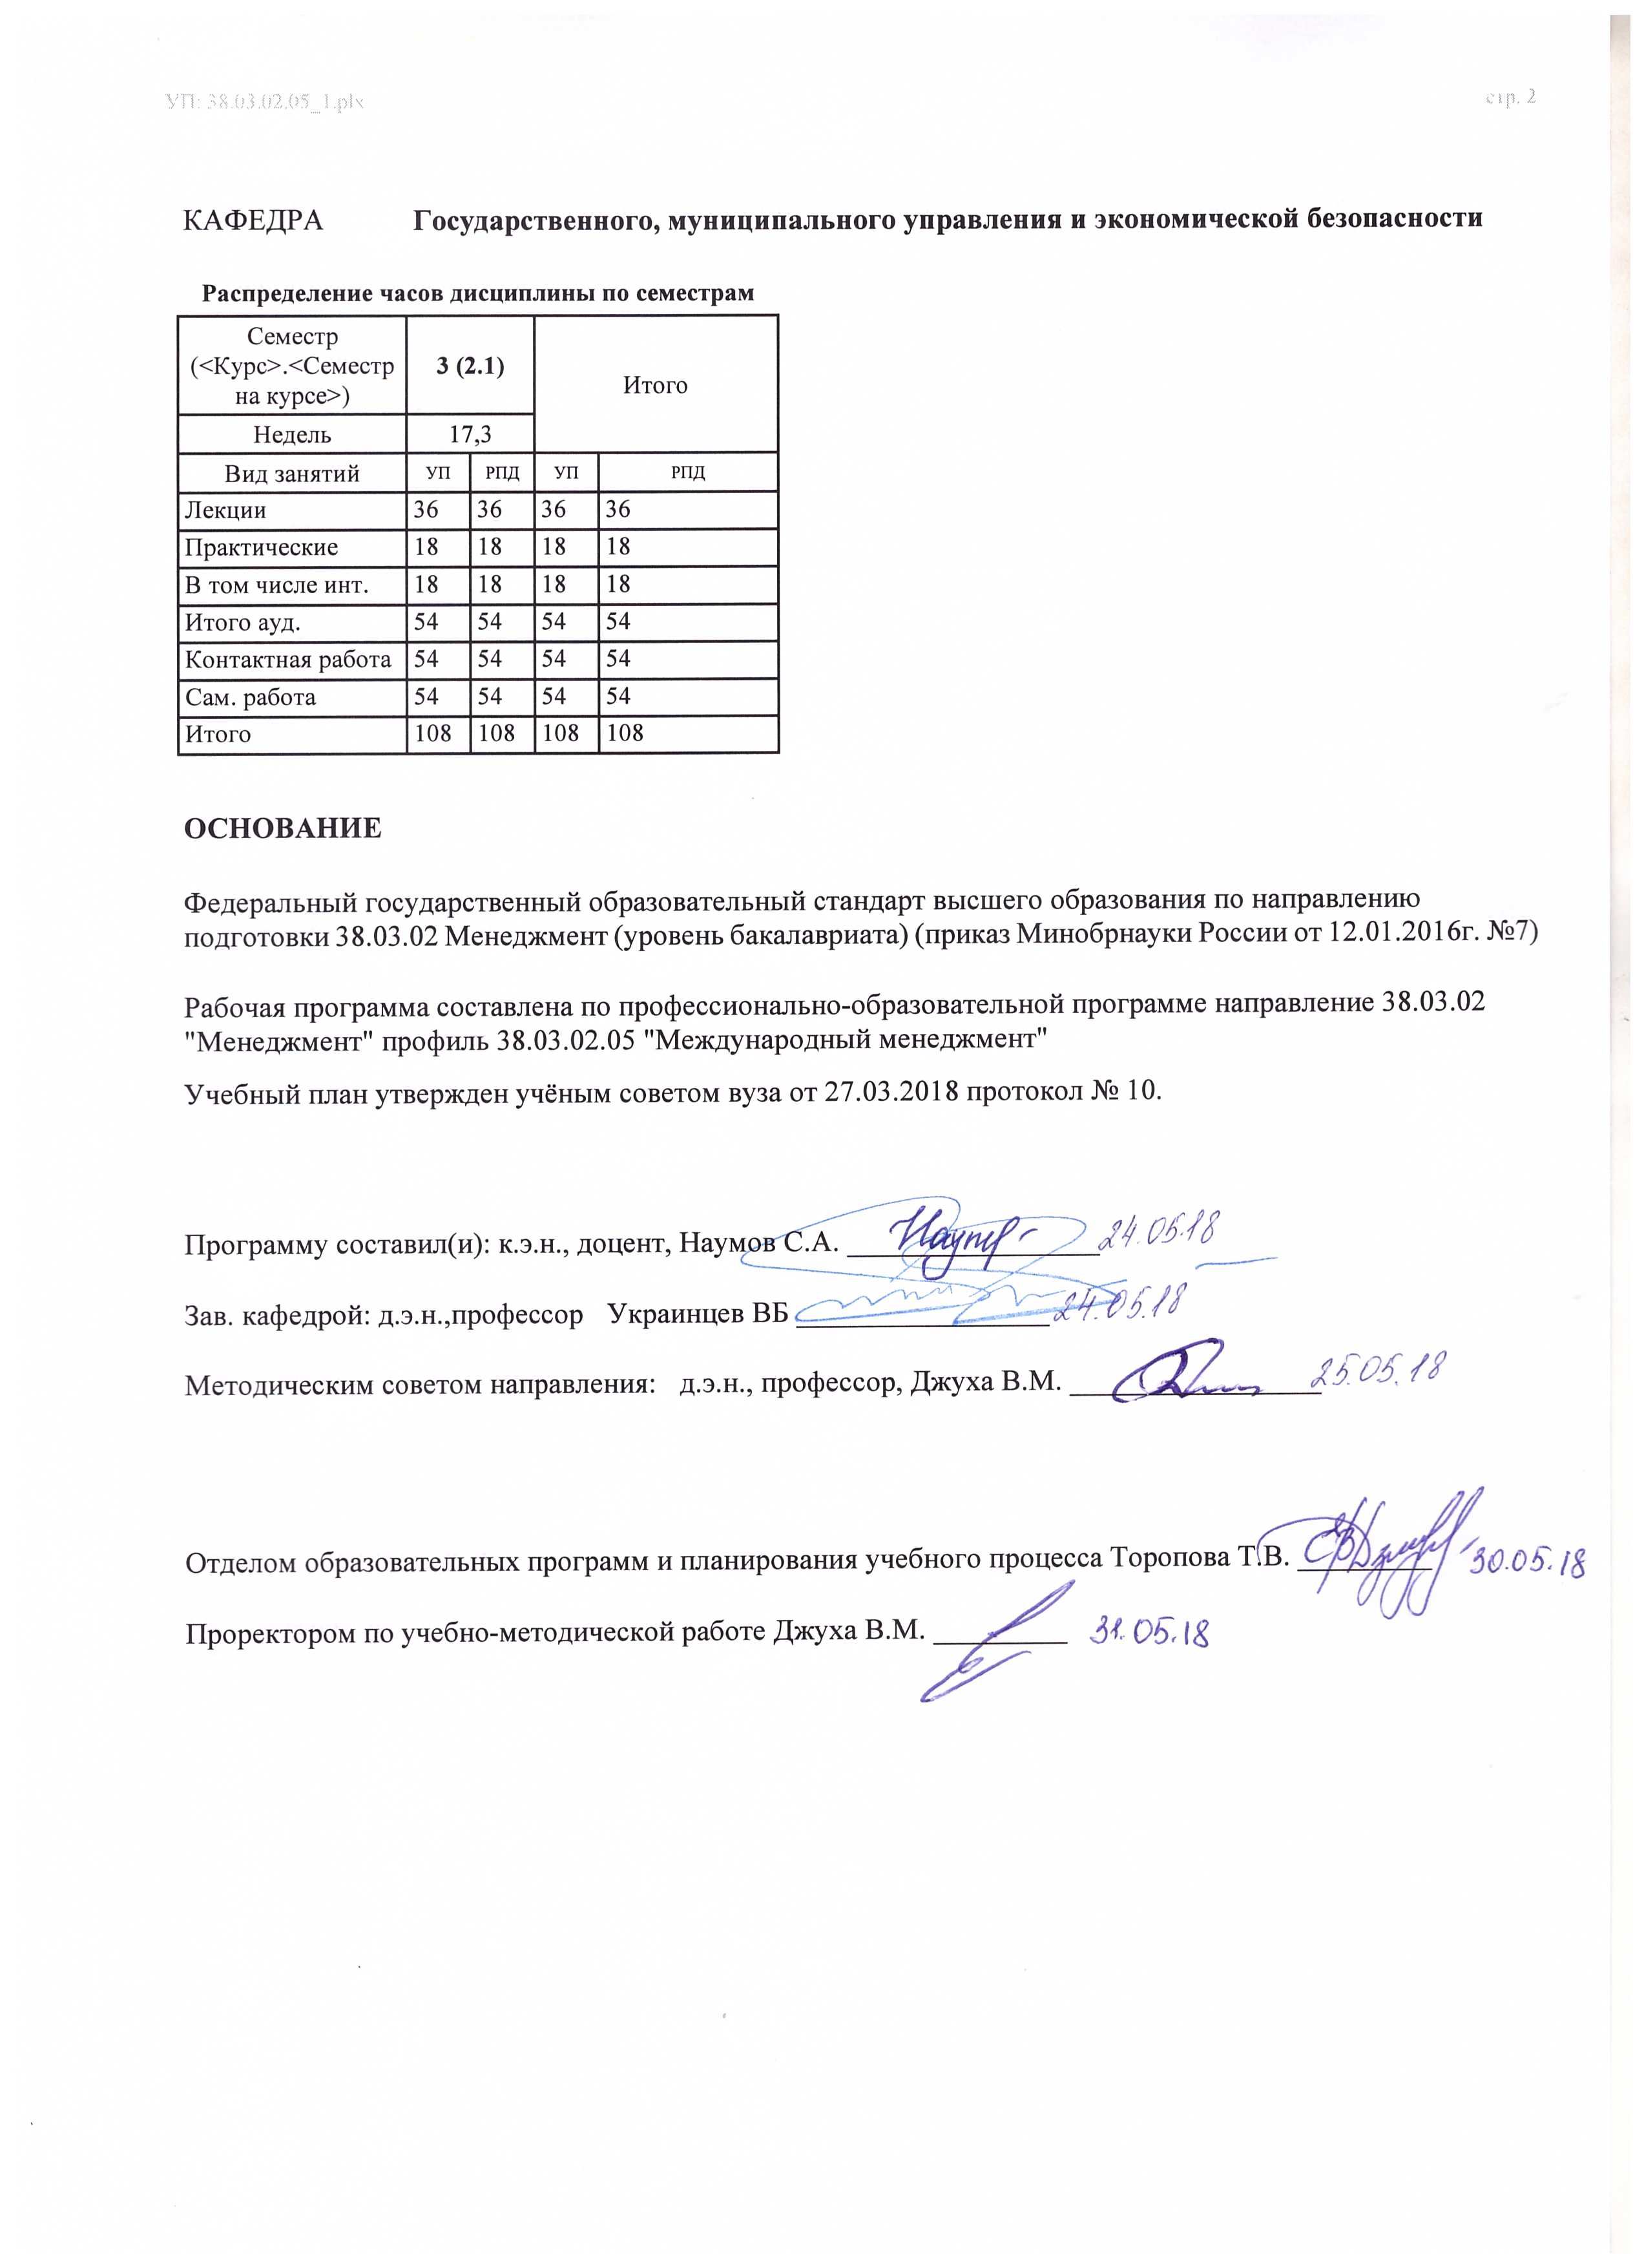 УП: 38.03.02.05_1.plx
стр. 2
КАФЕДРА Государственного, муниципального управления и экономической безопасности
Распределение часов дисциплины по семестрам
Семестр
(<Курс>.<Семестр
на курсе>)
3 (2.1)
Итого
Недель 17,3
Вид занятий УП РПД УП РПД
Лекции 36 36 36 36
Практические 18 18 18 18
В том числе инт. 18 18 18 18
Итого ауд. 54 54 54 54
Контактная работа 54 54 54 54
Сам. работа 54 54 54 54
Итого 108 108 108 108
ОСНОВАНИЕ
Федеральный государственный образовательный стандарт высшего образования по направлению
подготовки 38.03.02 Менеджмент (уровень бакалавриата) (приказ Минобрнауки России от 12.01.2016г. №7)
Рабочая программа составлена по профессионально-образовательной программе направление 38.03.02
"Менеджмент" профиль 38.03.02.05 "Международный менеджмент"
Учебный план утвержден учёным советом вуза от 27.03.2018 протокол № 10.
Программу составил(и): к.э.н., доцент, Наумов С.А. 24.05.18
Зав. кафедрой: д.э.н.,профессор Украинцев ВБ 24.05.18
Методическим советом направления: д.э.н., профессор, Джуха В.М. 25.05.18
Отделом образовательных программ и планирования учебного процесса Торопова Т.В. 30.05.18
Проректором по учебно-методической работе Джуха В.М. 31.05.18